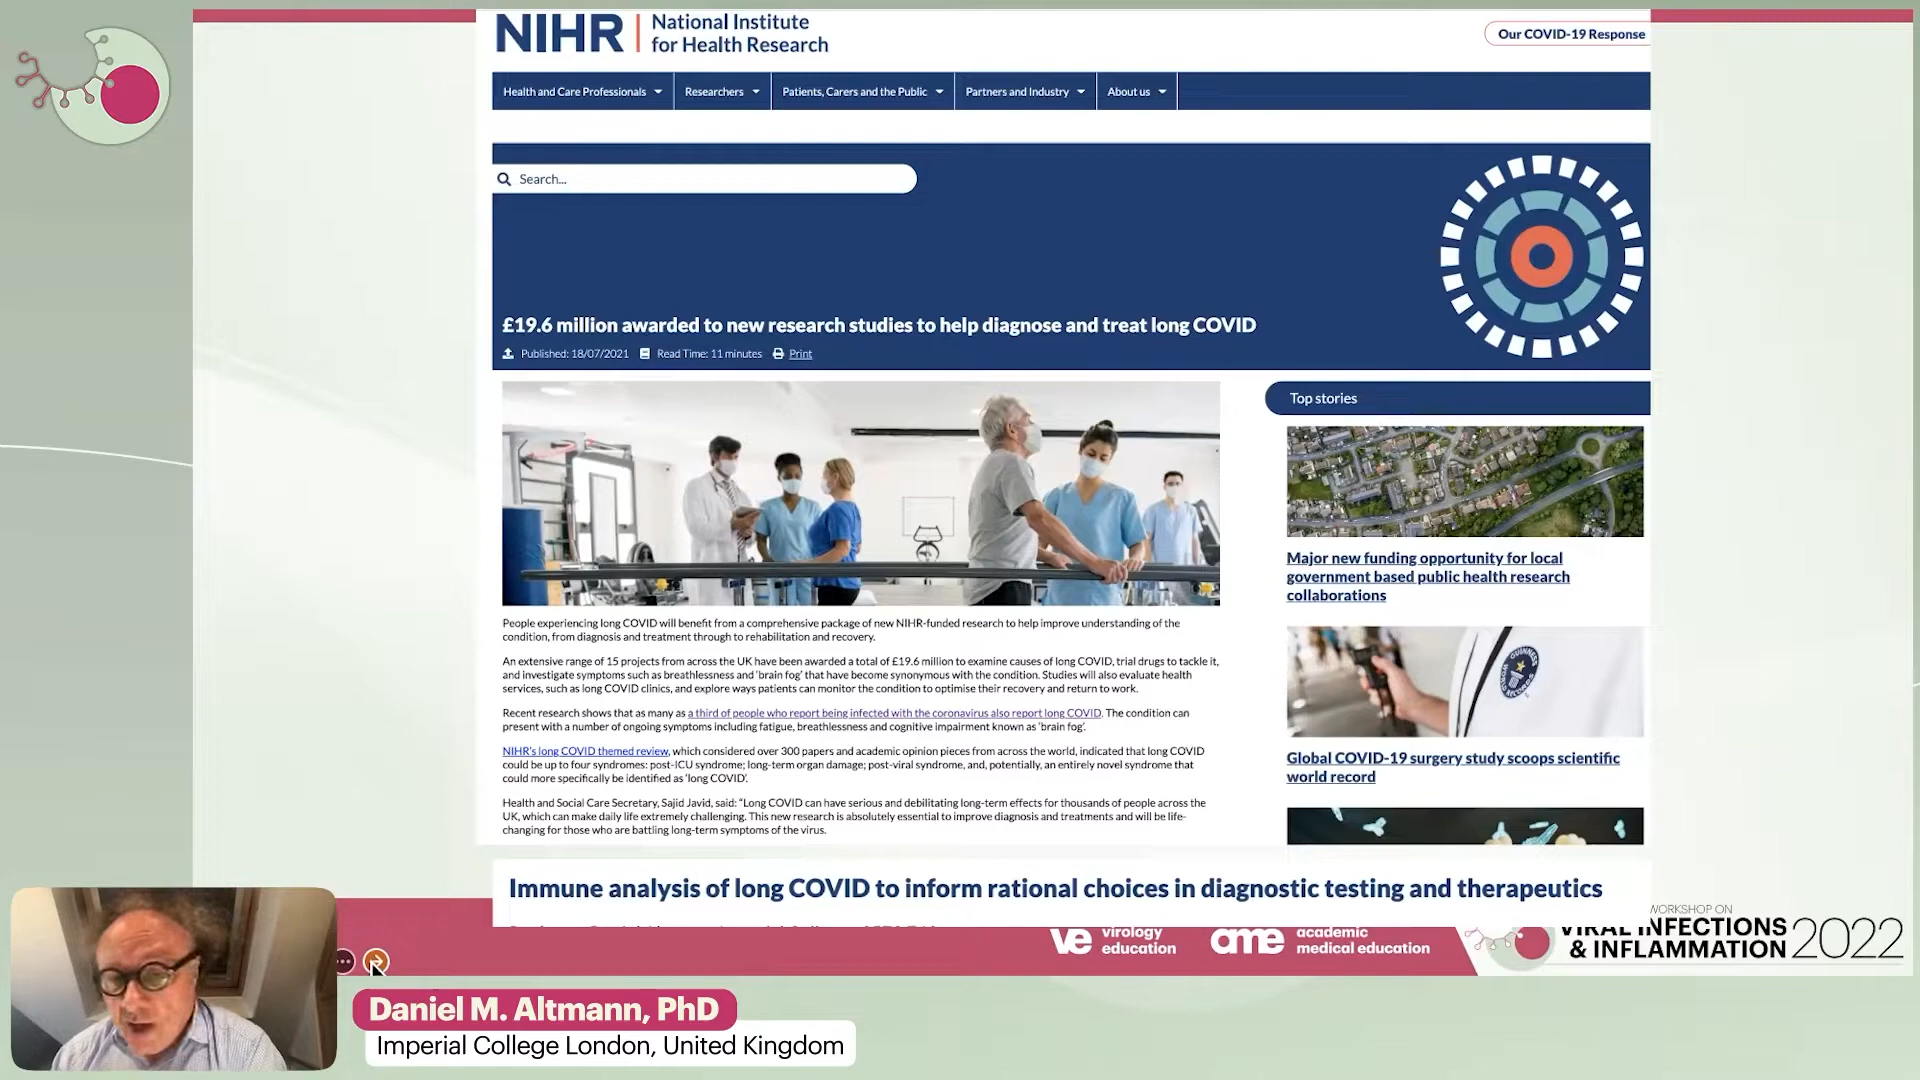 NIHR | National Institute
for Health Research
Our COVID-19 Response
Health and Care Professionals
Researchers
Patients, Carers and the Public
Partners and Industry
About us
Search...
£19.6 million awarded to new research studies to help diagnose and treat long COVID
Published: 18/07/2021 Read Time: 11 minutes Print
People experiencing long COVID will benefit from a comprehensive package of new NIHR-funded research to help improve understanding of the
condition, from diagnosis and treatment through to rehabilitation and recovery.
An extensive range of 15 projects from across the UK have been awarded a total of £19.6 million to examine causes of long COVID, trial drugs to tackle it,
and investigate symptoms such as breathlessness and 'brain fog' that have become synonymous with the condition. Studies will also evaluate health
services, such as long COVID clinics, and explore ways patients can monitor the condition to optimise their recovery and return to work.
Recent research shows that as many as a third of people who report being infected with the coronavirus also report long COVID. The condition can
present with a number of ongoing symptoms including fatigue, breathlessness and cognitive impairment known as 'brain fog'.
NIHR's long COVID themed review, which considered over 300 papers and academic opinion pieces from across the world, indicated that long COVID
could be up to four syndromes: post-ICU syndrome; long-term organ damage; post-viral syndrome, and, potentially, an entirely novel syndrome that
could more specifically be identified as 'long COVID'.
Health and Social Care Secretary, Sajid Javid, said: "Long COVID can have serious and debilitating long-term effects for thousands of people across the
UK, which can make daily life extremely challenging. This new research is absolutely essential to improve diagnosis and treatments and will be life-
changing for those who are battling long-term symptoms of the virus.
Top stories
Major new funding opportunity for local
government based public health research
collaborations
GUINNESS
WORLD RECORDS
Global COVID-19 surgery study scoops scientific
world record
Immune analysis of long COVID to inform rational choices in diagnostic testing and therapeutics
ve virology
education
ame academic
medical education
WORKSHOP ON
VIRAL INFECTIONS
& INFLAMMATION 2022
Daniel M. Altmann, PhD
Imperial College London, United Kingdom